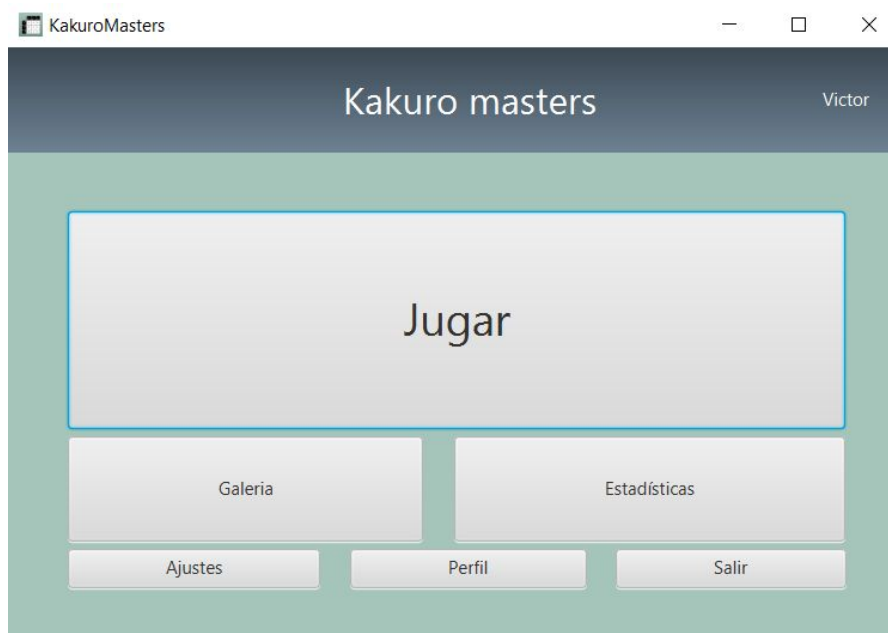 KakuroMasters
Kakuro masters
Victor
Jugar
Galeria
Estadísticas
Ajustes
Perfil
Salir